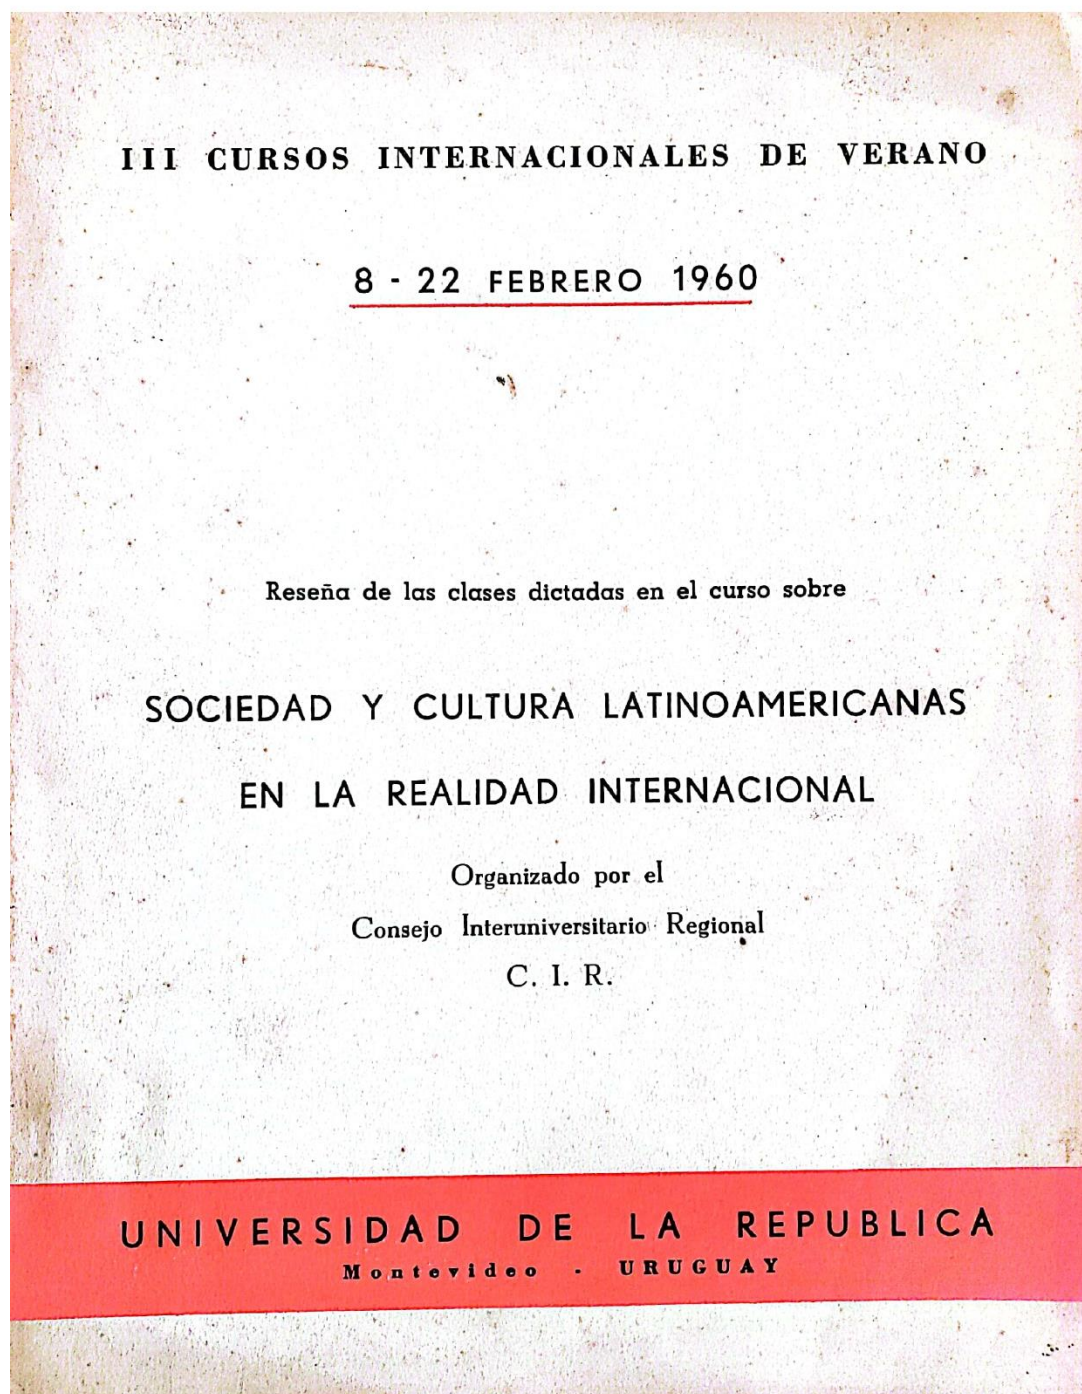 III CURSOS INTERNACIONALES DE VERANO
8 - 22 FEBRERO 1960
Reseña de las clases dictadas en el curso sobre
SOCIEDAD Y CULTURA LATINOAMERICANAS
EN LA REALIDAD INTERNACIONAL
Organizado por el
Consejo Interuniversitario Regional
C. I. R.
UNIVERSIDAD DE LA REPUBLICA
Montevideo - URUGUAY